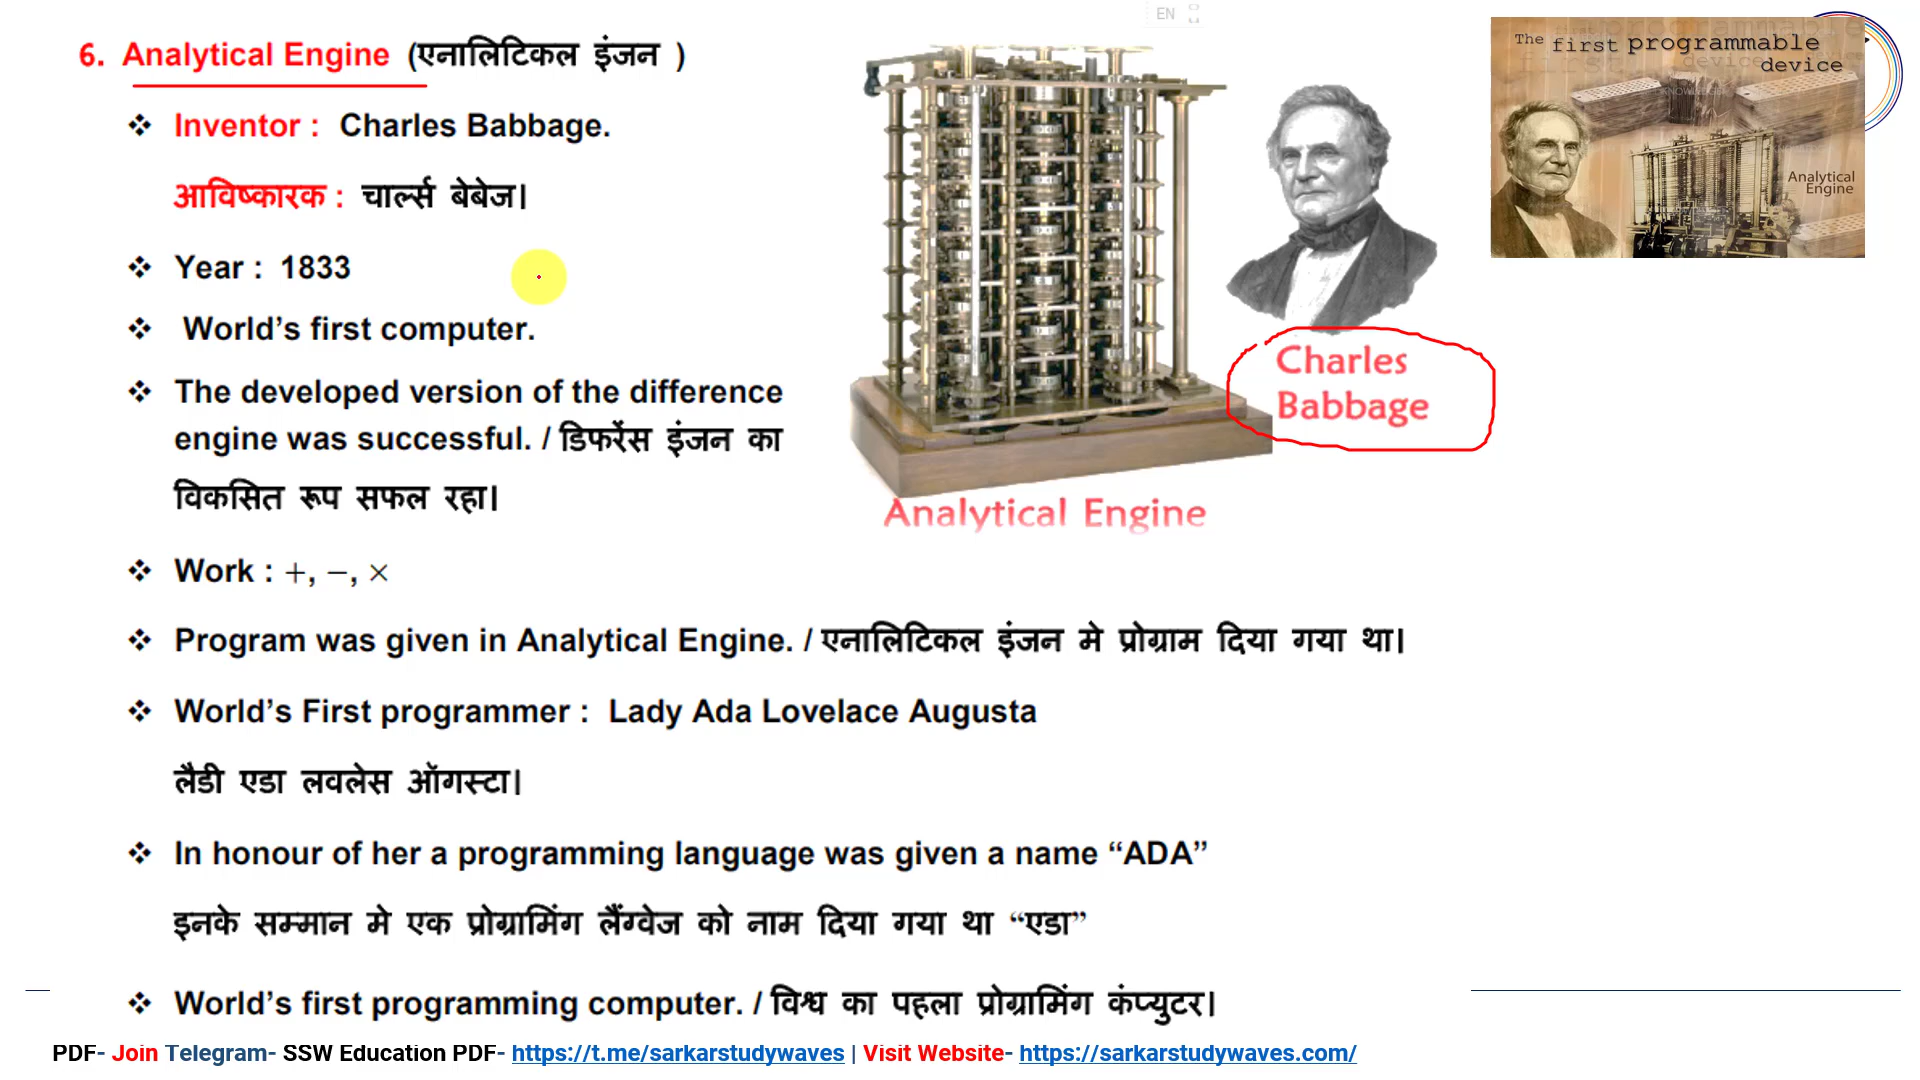 EN
6. Analytical Engine (एनालिटिकल इंजन )
❖ Inventor : Charles Babbage.
आविष्कारक : चार्ल्स बेबेज।
❖ Year : 1833
❖ World’s first computer.
❖ The developed version of the difference
engine was successful. / डिफरेंस इंजन का
विकसित रूप सफल रहा।
❖ Work : +, −, ×
❖ Program was given in Analytical Engine. / एनालिटिकल इंजन मे प्रोग्राम दिया गया था।
❖ World’s First programmer : Lady Ada Lovelace Augusta
लैडी एडा लवलेस ऑगस्टा।
❖ In honour of her a programming language was given a name “ADA”
इनके सम्मान मे एक प्रोग्रामिंग लैंग्वेज को नाम दिया गया था “एडा”
❖ World’s first programming computer. / विश्व का पहला प्रोग्रामिंग कंप्युटर।
Charles
Babbage
Analytical Engine
The first programmable
device
Analytical
Engine
PDF- Join Telegram- SSW Education PDF- https://t.me/sarkarstudywaves | Visit Website- https://sarkarstudywaves.com/